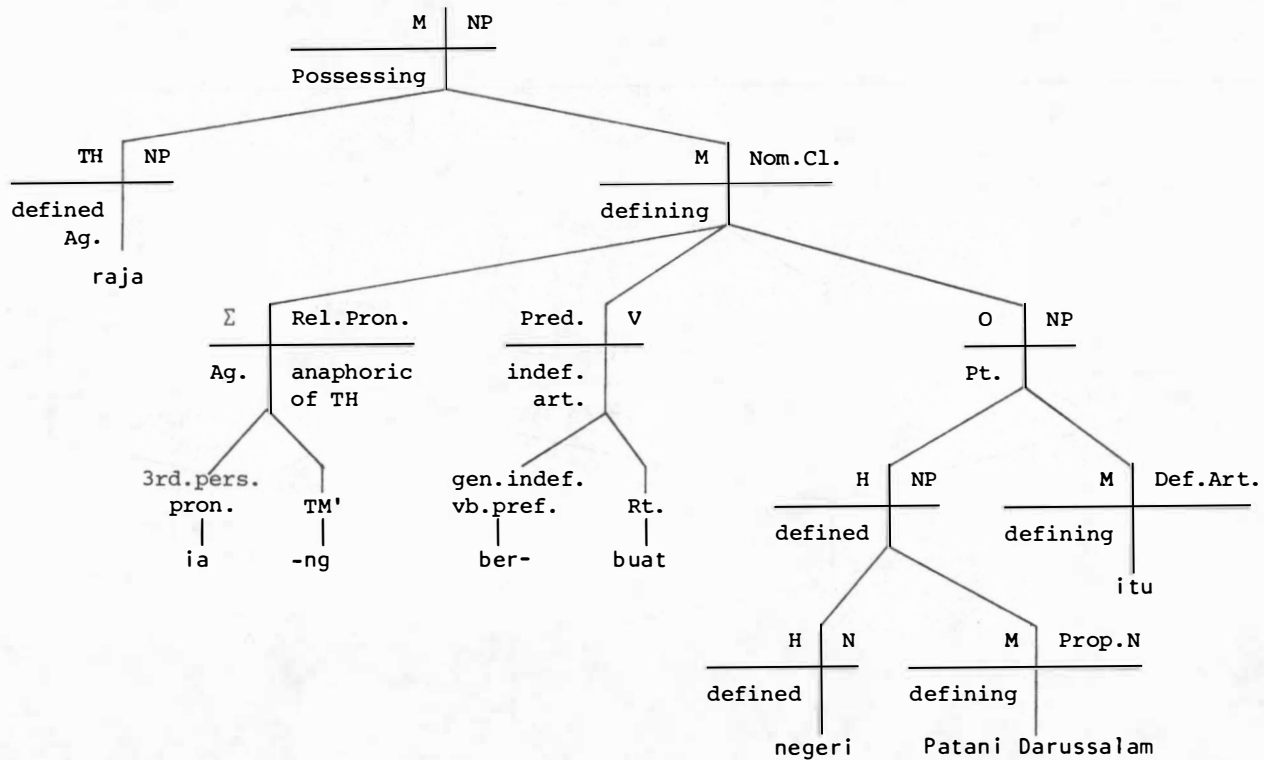 M NP
Possessing
TH NP M Nom.Cl.
defined defining
Ag.
raja
Σ Rel.Pron. Pred. V O NP
Ag. anaphoric indef. Pt.
of TH art.
3rd.pers. gen.indef. H NP M Def.Art.
pron. TM' vb.pref. Rt.
defined defining
ia -ng ber- buat
itu
H N M Prop.N
defined defining
negeri Patani Darussalam